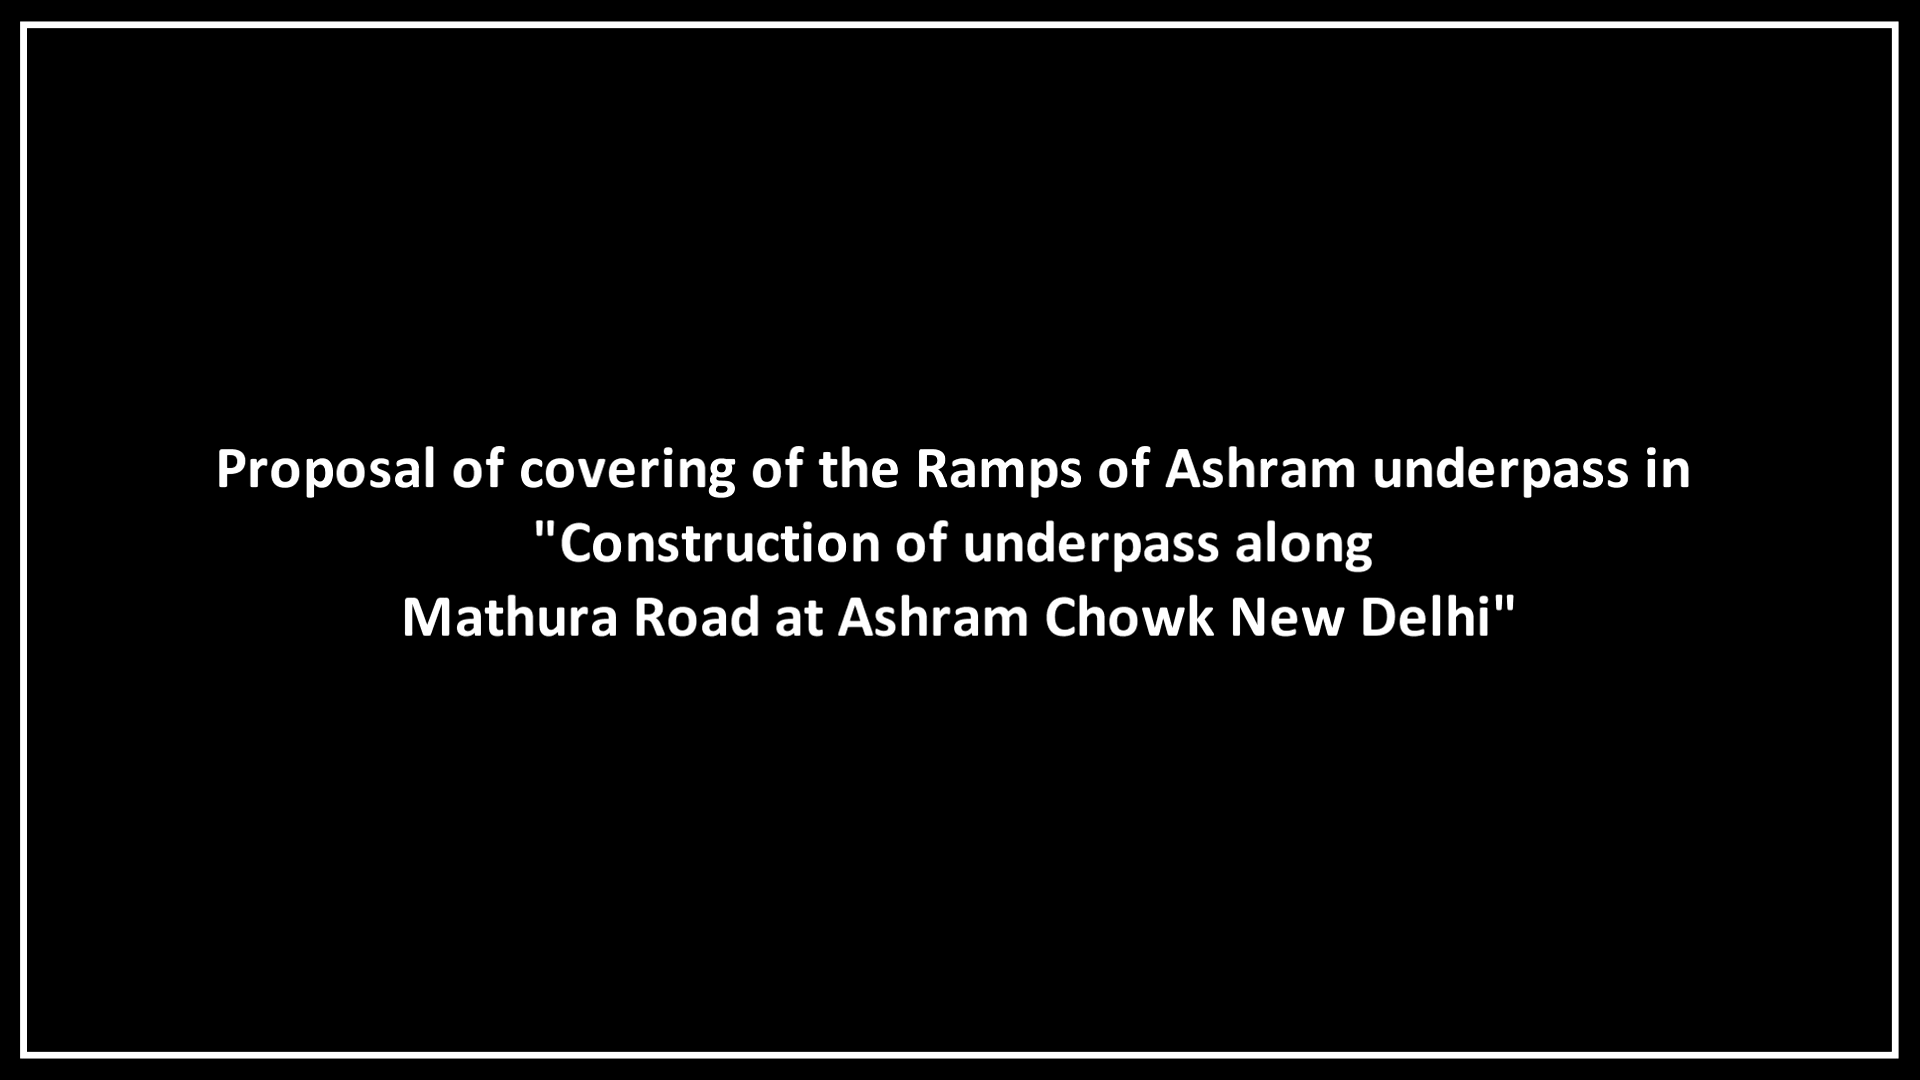 Proposal of covering of the Ramps of Ashram underpass in
"Construction of underpass along
Mathura Road at Ashram Chowk New Delhi"